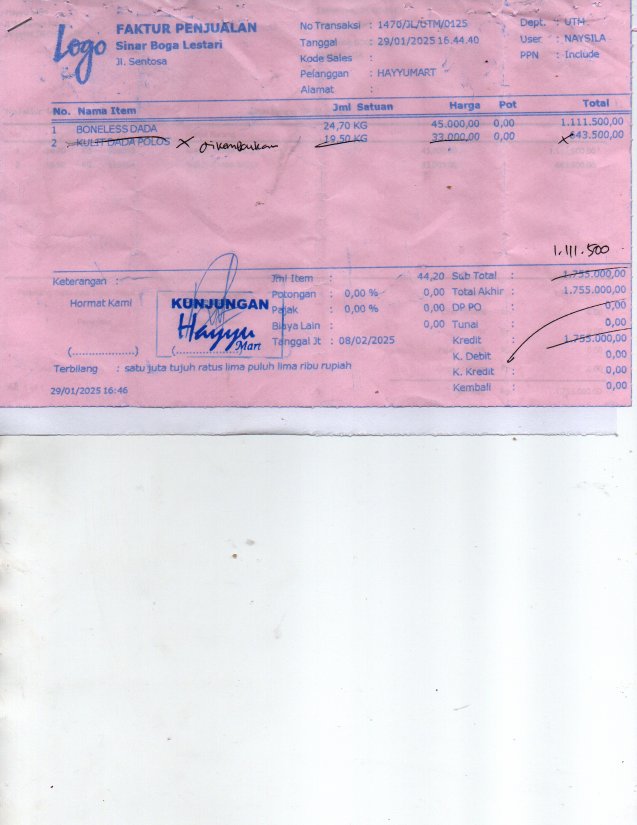 Logo
FAKTUR PENJUALAN
Sinar Boga Lestari
Jl. Sentosa
No Transaksi : 1470/JL/UTM/0125
Tanggal : 29/01/2025 16.44.40
Kode Sales :
Pelanggan : HAYYUMART
Alamat :
Dept. : UTM
User : NAYSILA
PPN : Include
No. Nama Item Jml Satuan Harga Pot Total
1 BONELESS DADA 24,70 KG 45.000,00 0,00 1.111.500,00
2 KULIT DADA POLOS x dikembalikan 19,50 KG 33.000,00 0,00 x 643.500,00
1.111.500
Keterangan :
Hormat Kami
(....................)
KUNJUNGAN
Hayyu
Mart
(....................)
Jml Item : 44,20
Potongan : 0,00 % 0,00
Pajak : 0,00 % 0,00
Biaya Lain : 0,00
Tanggal Jt : 08/02/2025
Sub Total : 1.755.000,00
Total Akhir : 1.755.000,00
DP PO : 0,00
Tunai : 0,00
Kredit : 1.755.000,00
K. Debit : 0,00
K. Kredit : 0,00
Kembali : 0,00
Terbilang : satu juta tujuh ratus lima puluh lima ribu rupiah
29/01/2025 16:46